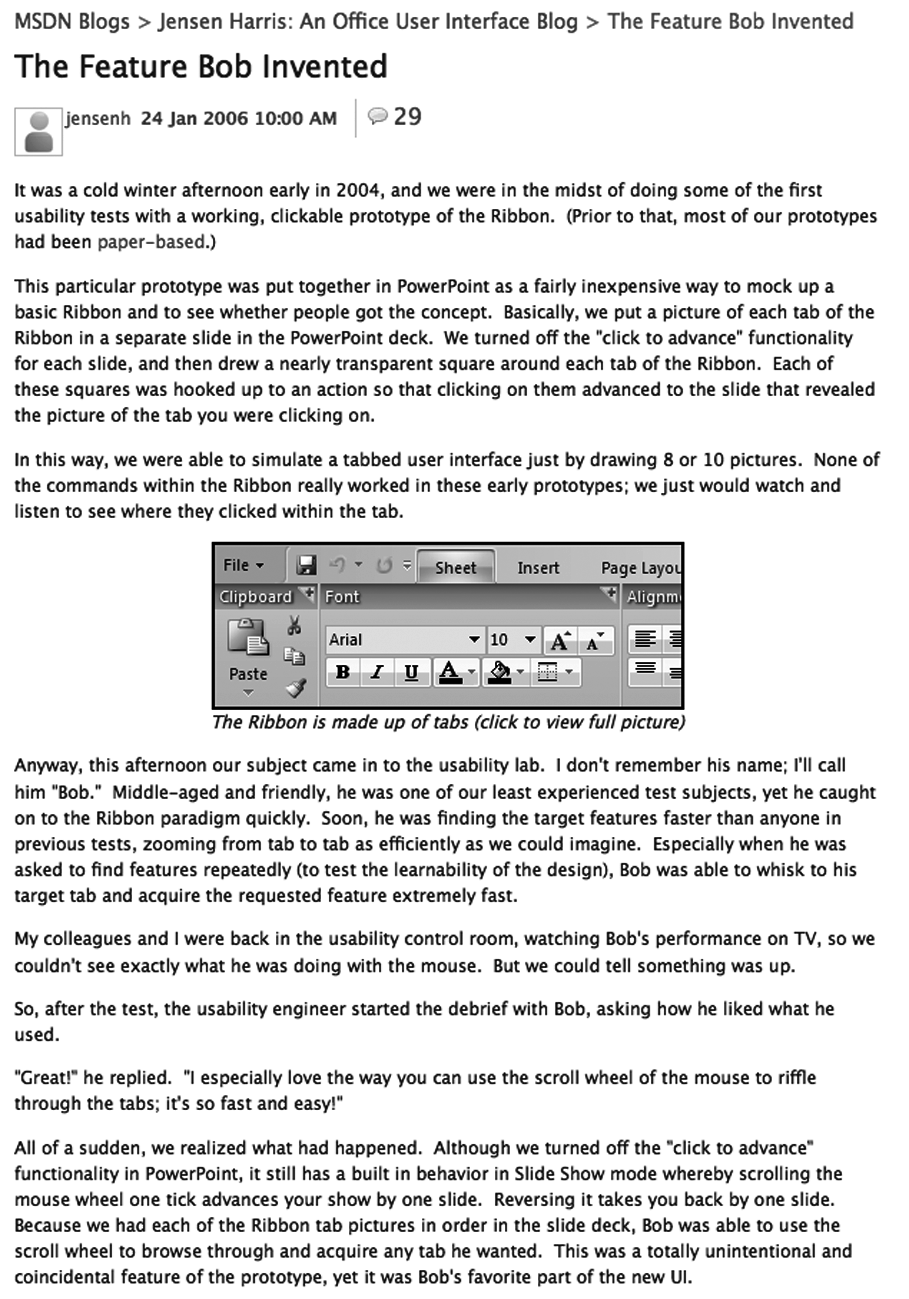 MSDN Blogs > Jensen Harris: An Office User Interface Blog > The Feature Bob Invented
The Feature Bob Invented
jensenh 24 Jan 2006 10:00 AM 29
It was a cold winter afternoon early in 2004, and we were in the midst of doing some of the first
usability tests with a working, clickable prototype of the Ribbon.  (Prior to that, most of our prototypes
had been paper-based.)
This particular prototype was put together in PowerPoint as a fairly inexpensive way to mock up a
basic Ribbon and to see whether people got the concept.  Basically, we put a picture of each tab of the
Ribbon in a separate slide in the PowerPoint deck.  We turned off the "click to advance" functionality
for each slide, and then drew a nearly transparent square around each tab of the Ribbon.  Each of
these squares was hooked up to an action so that clicking on them advanced to the slide that revealed
the picture of the tab you were clicking on.
In this way, we were able to simulate a tabbed user interface just by drawing 8 or 10 pictures.  None of
the commands within the Ribbon really worked in these early prototypes; we just would watch and
listen to see where they clicked within the tab.
File Sheet Insert Page Layou
Clipboard Font Alignm
Arial 10 A A
Paste B I U A
The Ribbon is made up of tabs (click to view full picture)
Anyway, this afternoon our subject came in to the usability lab.  I don't remember his name; I'll call
him "Bob."  Middle-aged and friendly, he was one of our least experienced test subjects, yet he caught
on to the Ribbon paradigm quickly.  Soon, he was finding the target features faster than anyone in
previous tests, zooming from tab to tab as efficiently as we could imagine.  Especially when he was
asked to find features repeatedly (to test the learnability of the design), Bob was able to whisk to his
target tab and acquire the requested feature extremely fast.
My colleagues and I were back in the usability control room, watching Bob's performance on TV, so we
couldn't see exactly what he was doing with the mouse.  But we could tell something was up.
So, after the test, the usability engineer started the debrief with Bob, asking how he liked what he
used.
"Great!" he replied.  "I especially love the way you can use the scroll wheel of the mouse to riffle
through the tabs; it's so fast and easy!"
All of a sudden, we realized what had happened.  Although we turned off the "click to advance"
functionality in PowerPoint, it still has a built in behavior in Slide Show mode whereby scrolling the
mouse wheel one tick advances your show by one slide.  Reversing it takes you back by one slide.
Because we had each of the Ribbon tab pictures in order in the slide deck, Bob was able to use the
scroll wheel to browse through and acquire any tab he wanted.  This was a totally unintentional and
coincidental feature of the prototype, yet it was Bob's favorite part of the new UI.